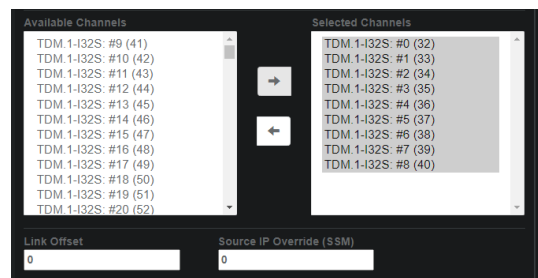 Available Channels
TDM.1-I32S: #9 (41)
TDM.1-I32S: #10 (42)
TDM.1-I32S: #11 (43)
TDM.1-I32S: #12 (44)
TDM.1-I32S: #13 (45)
TDM.1-I32S: #14 (46)
TDM.1-I32S: #15 (47)
TDM.1-I32S: #16 (48)
TDM.1-I32S: #17 (49)
TDM.1-I32S: #18 (50)
TDM.1-I32S: #19 (51)
TDM.1-I32S: #20 (52)
Selected Channels
TDM.1-I32S: #0 (32)
TDM.1-I32S: #1 (33)
TDM.1-I32S: #2 (34)
TDM.1-I32S: #3 (35)
TDM.1-I32S: #4 (36)
TDM.1-I32S: #5 (37)
TDM.1-I32S: #6 (38)
TDM.1-I32S: #7 (39)
TDM.1-I32S: #8 (40)
Link Offset
0
Source IP Override (SSM)
0